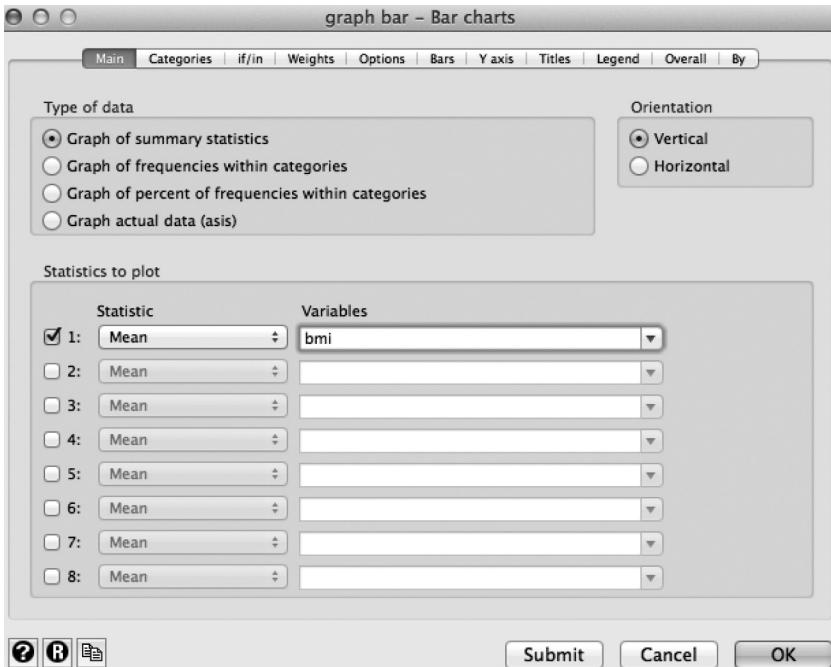 graph bar – Bar charts
Main Categories if/in Weights Options Bars Y axis Titles Legend Overall By
Type of data
Graph of summary statistics
Graph of frequencies within categories
Graph of percent of frequencies within categories
Graph actual data (asis)
Orientation
Vertical
Horizontal
Statistics to plot
Statistic Variables
1: Mean bmi
2: Mean
3: Mean
4: Mean
5: Mean
6: Mean
7: Mean
8: Mean
? R
Submit Cancel OK